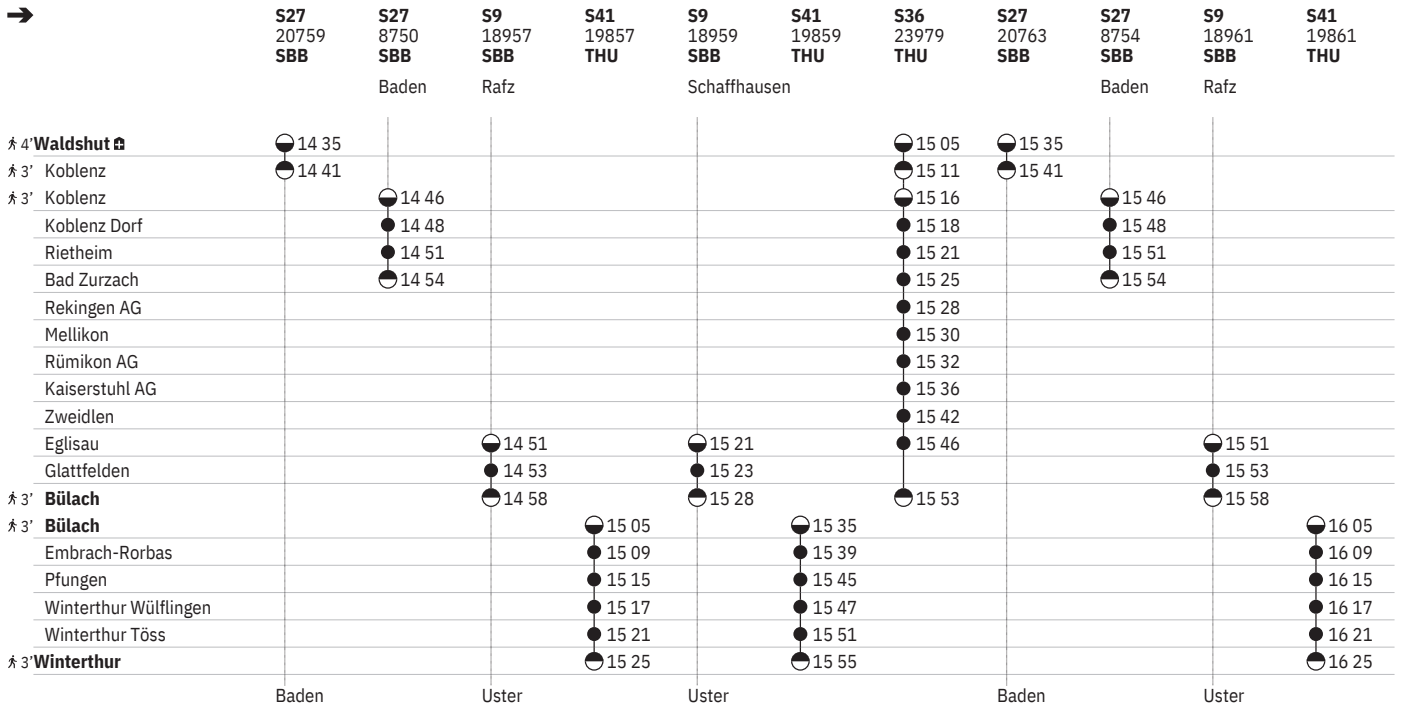 S27 S27 S9 S41 S9 S41 S36 S27 S27 S9 S41
20759 8750 18957 19857 18959 19859 23979 20763 8754 18961 19861
SBB SBB SBB THU SBB THU THU SBB SBB SBB THU
Baden Rafz Schaffhausen Baden Rafz
4' Waldshut 14 35 15 05 15 35
3' Koblenz 14 41 15 11 15 41
3' Koblenz 14 46 15 16 15 46
Koblenz Dorf 14 48 15 18 15 48
Rietheim 14 51 15 21 15 51
Bad Zurzach 14 54 15 25 15 54
Rekingen AG 15 28
Mellikon 15 30
Rümikon AG 15 32
Kaiserstuhl AG 15 36
Zweidlen 15 42
Eglisau 14 51 15 21 15 46 15 51
Glattfelden 14 53 15 23 15 53
3' Bülach 14 58 15 28 15 53 15 58
3' Bülach 15 05 15 35 16 05
Embrach-Rorbas 15 09 15 39 16 09
Pfungen 15 15 15 45 16 15
Winterthur Wülflingen 15 17 15 47 16 17
Winterthur Töss 15 21 15 51 16 21
3' Winterthur 15 25 15 55 16 25
Baden Uster Uster Baden Uster